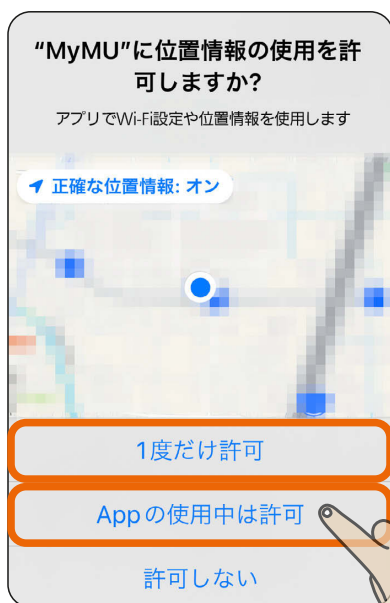 “MyMU”に位置情報の使用を許
可しますか?
アプリでWi-Fi設定や位置情報を使用します
正確な位置情報: オン
1度だけ許可
Appの使用中は許可
許可しない